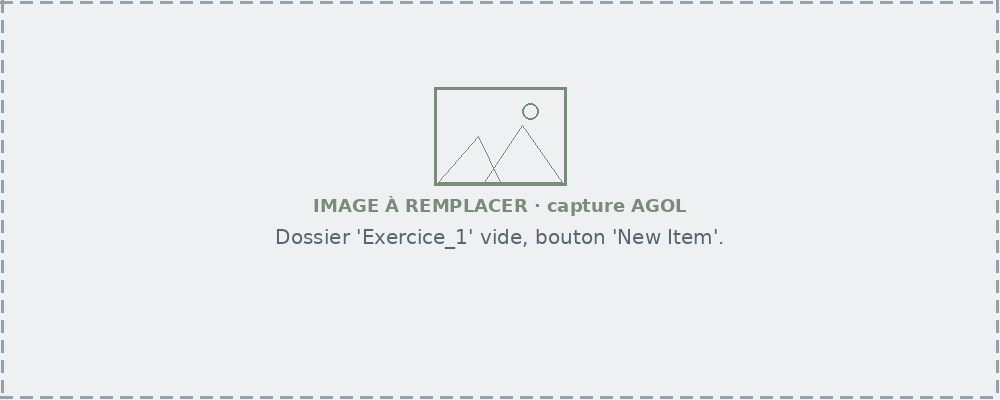 IMAGE À REMPLACER · capture AGOL
Dossier 'Exercice_1' vide, bouton 'New Item'.